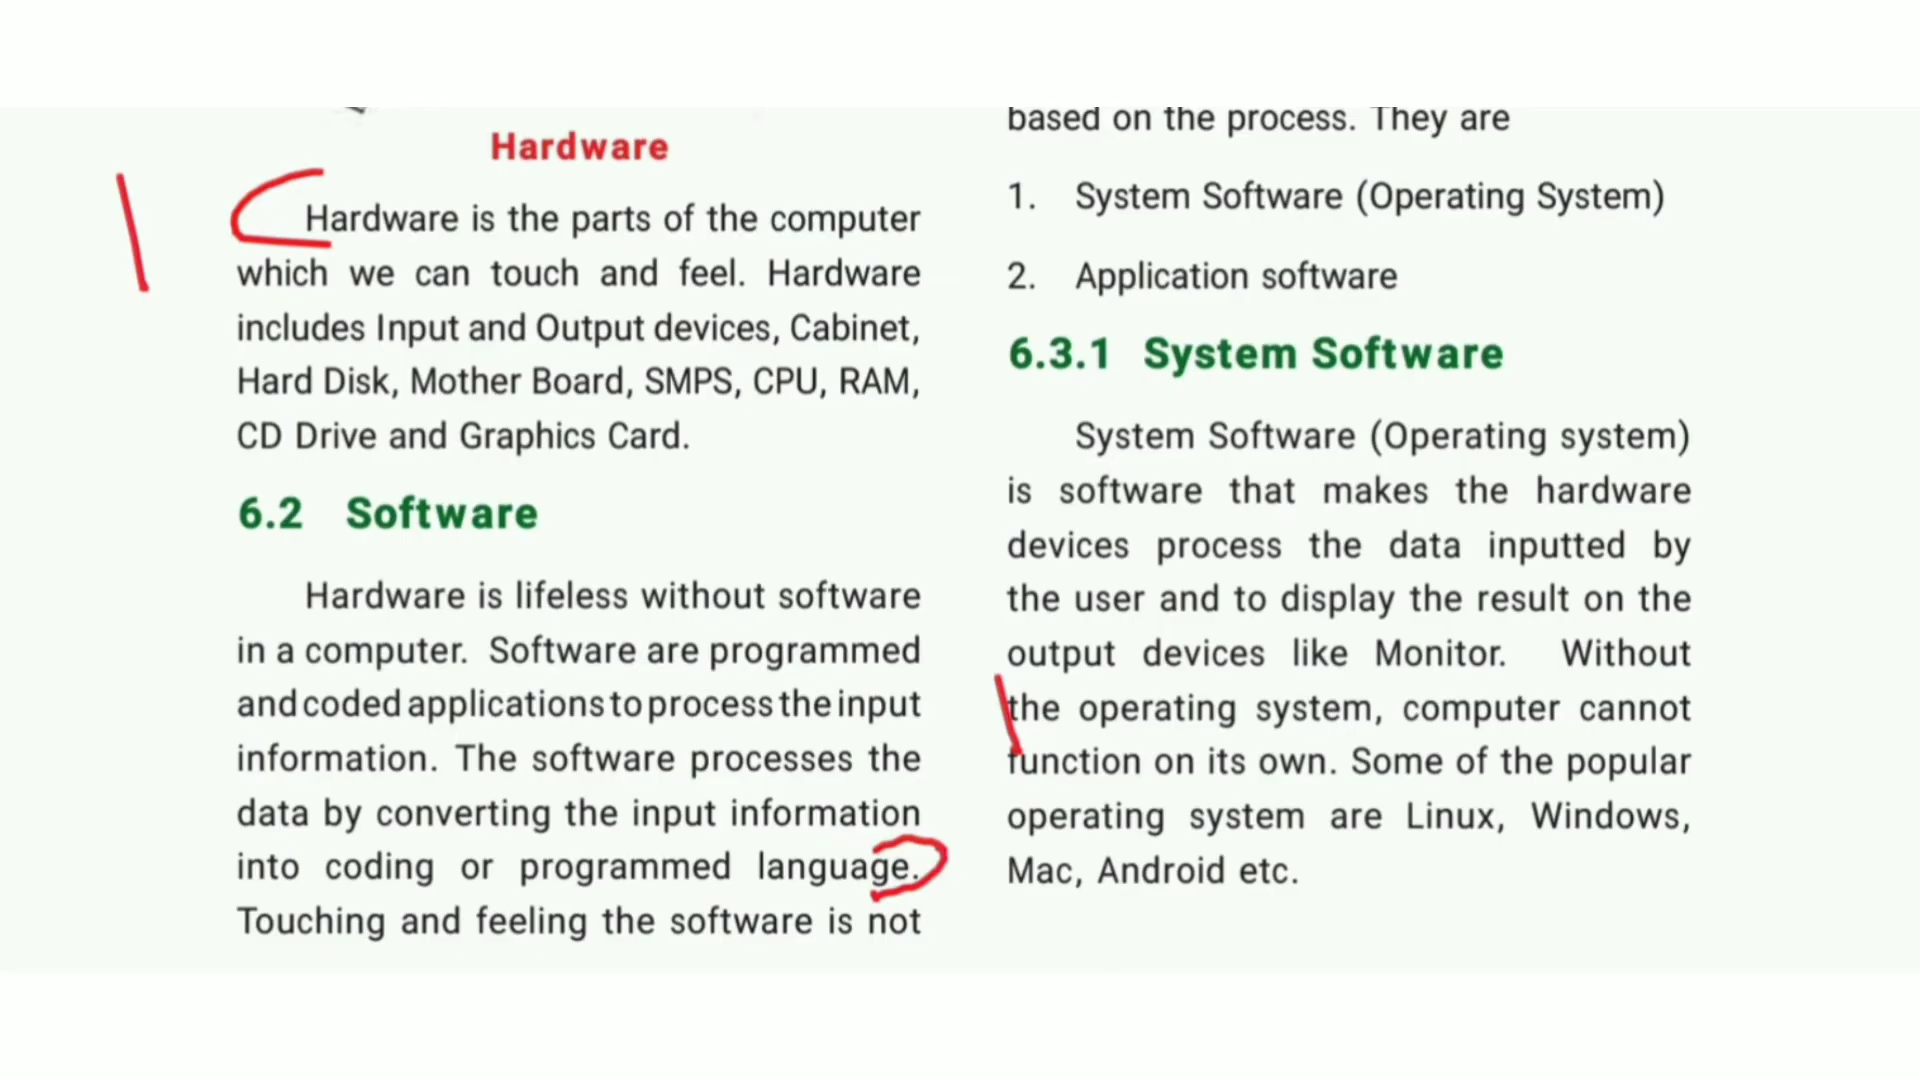 Hardware
Hardware is the parts of the computer
which we can touch and feel. Hardware
includes Input and Output devices, Cabinet,
Hard Disk, Mother Board, SMPS, CPU, RAM,
CD Drive and Graphics Card.
6.2 Software
Hardware is lifeless without software
in a computer. Software are programmed
and coded applications to process the input
information. The software processes the
data by converting the input information
into coding or programmed language.
Touching and feeling the software is not
based on the process. They are
1. System Software (Operating System)
2. Application software
6.3.1 System Software
System Software (Operating system)
is software that makes the hardware
devices process the data inputted by
the user and to display the result on the
output devices like Monitor. Without
the operating system, computer cannot
function on its own. Some of the popular
operating system are Linux, Windows,
Mac, Android etc.